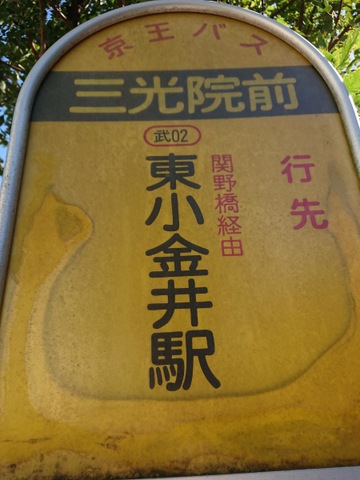 京王バス
三光院前
武02
行先
関野橋経由
東小金井駅